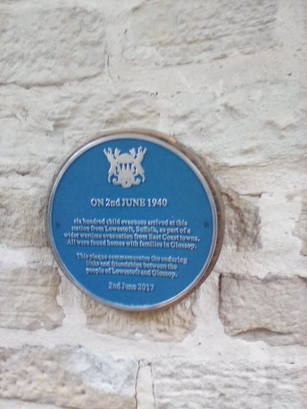 ON 2nd JUNE 1940
six hundred child evacuees arrived at this
station from Lowestoft, Suffolk, as part of a
wider wartime evacuation from East Coast towns.
All were found homes with families in Glossop.
This plaque commemorates the enduring
links and friendships between the
people of Lowestoft and Glossop.
2nd June 2017